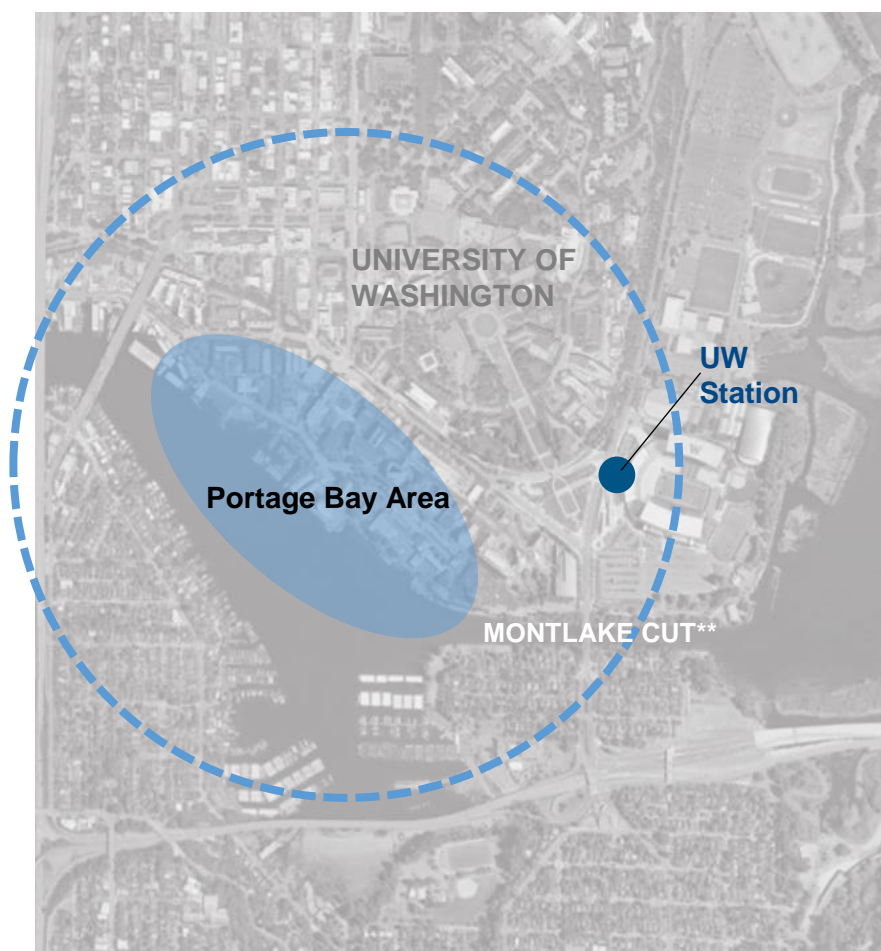 UNIVERSITY OF
WASHINGTON
UW
Station
Portage Bay Area
MONTLAKE CUT**